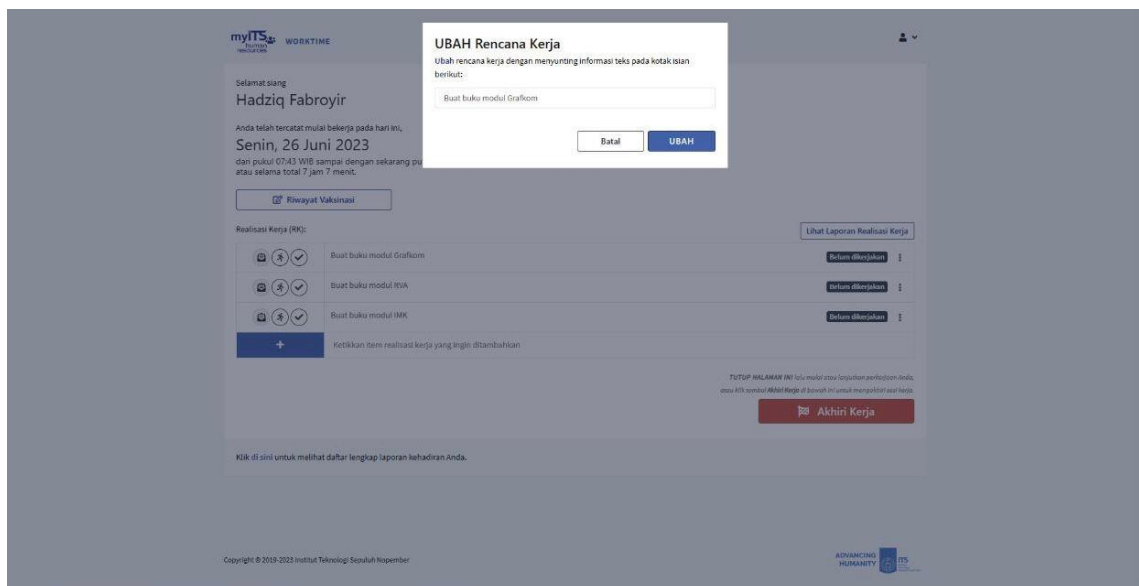 myITS
human
resources
WORKTIME
UBAH Rencana Kerja
Ubah rencana kerja dengan menyunting informasi teks pada kotak isian
berikut:
Buat buku modul Grafkom
Batal
UBAH
Selamat siang
Hadziq Fabroyir
Anda telah tercatat mulai bekerja pada hari ini,
Senin, 26 Juni 2023
dari pukul 07:43 WIB sampai dengan sekarang pu
atau selama total 7 jam 7 menit.
Riwayat Vaksinasi
Realisasi Kerja (RK):
Lihat Laporan Realisasi Kerja
Buat buku modul Grafkom
Belum dikerjakan
Buat buku modul KVA
Belum dikerjakan
Buat buku modul IMK
Belum dikerjakan
+
Ketikkan item realisasi kerja yang ingin ditambahkan
TUTUP HALAMAN INI lalu mulai atau lanjutkan pekerjaan Anda,
atau klik tombol Akhiri Kerja di bawah ini untuk mengakhiri sesi kerja.
Akhiri Kerja
Klik di sini untuk melihat daftar lengkap laporan kehadiran Anda.
Copyright © 2019-2023 Institut Teknologi Sepuluh Nopember
ADVANCING
HUMANITY
ITS